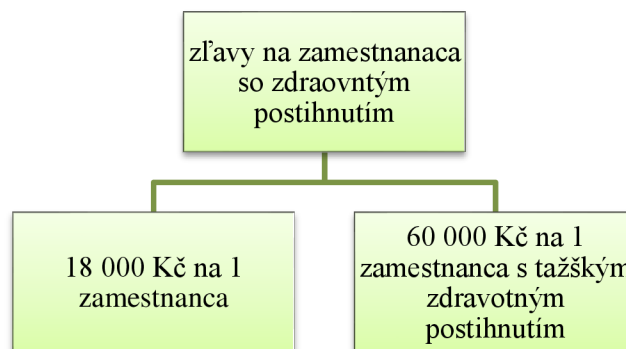 zľavy na zamestnanaca
so zdraovntým
postihnutím
18 000 Kč na 1
zamestnanca
60 000 Kč na 1
zamestnanca s tažškým
zdravotným
postihnutím